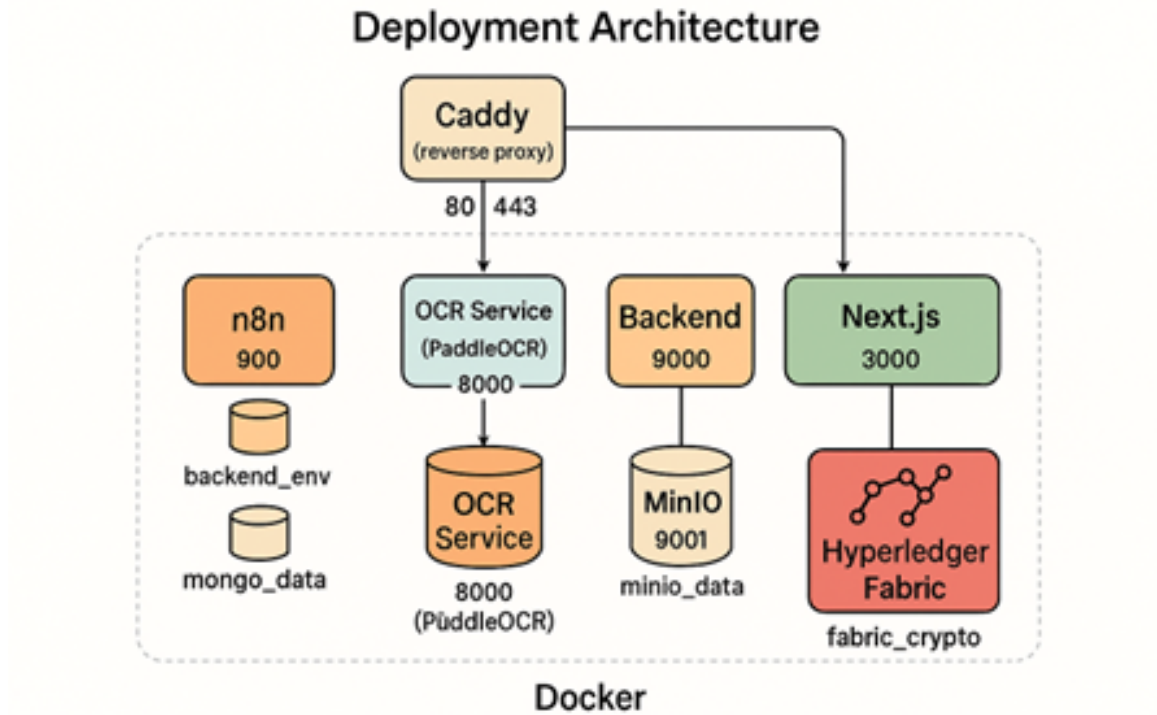 Deployment Architecture
Caddy
(reverse proxy)
80 443
n8n
900
backend_env
mongo_data
OCR Service
(PaddleOCR)
8000
OCR
Service
8000
(PùddleOCR)
Backend
9000
MinIO
9001
minio_data
Next.js
3000
Hyperledger
Fabric
fabric_crypto
Docker